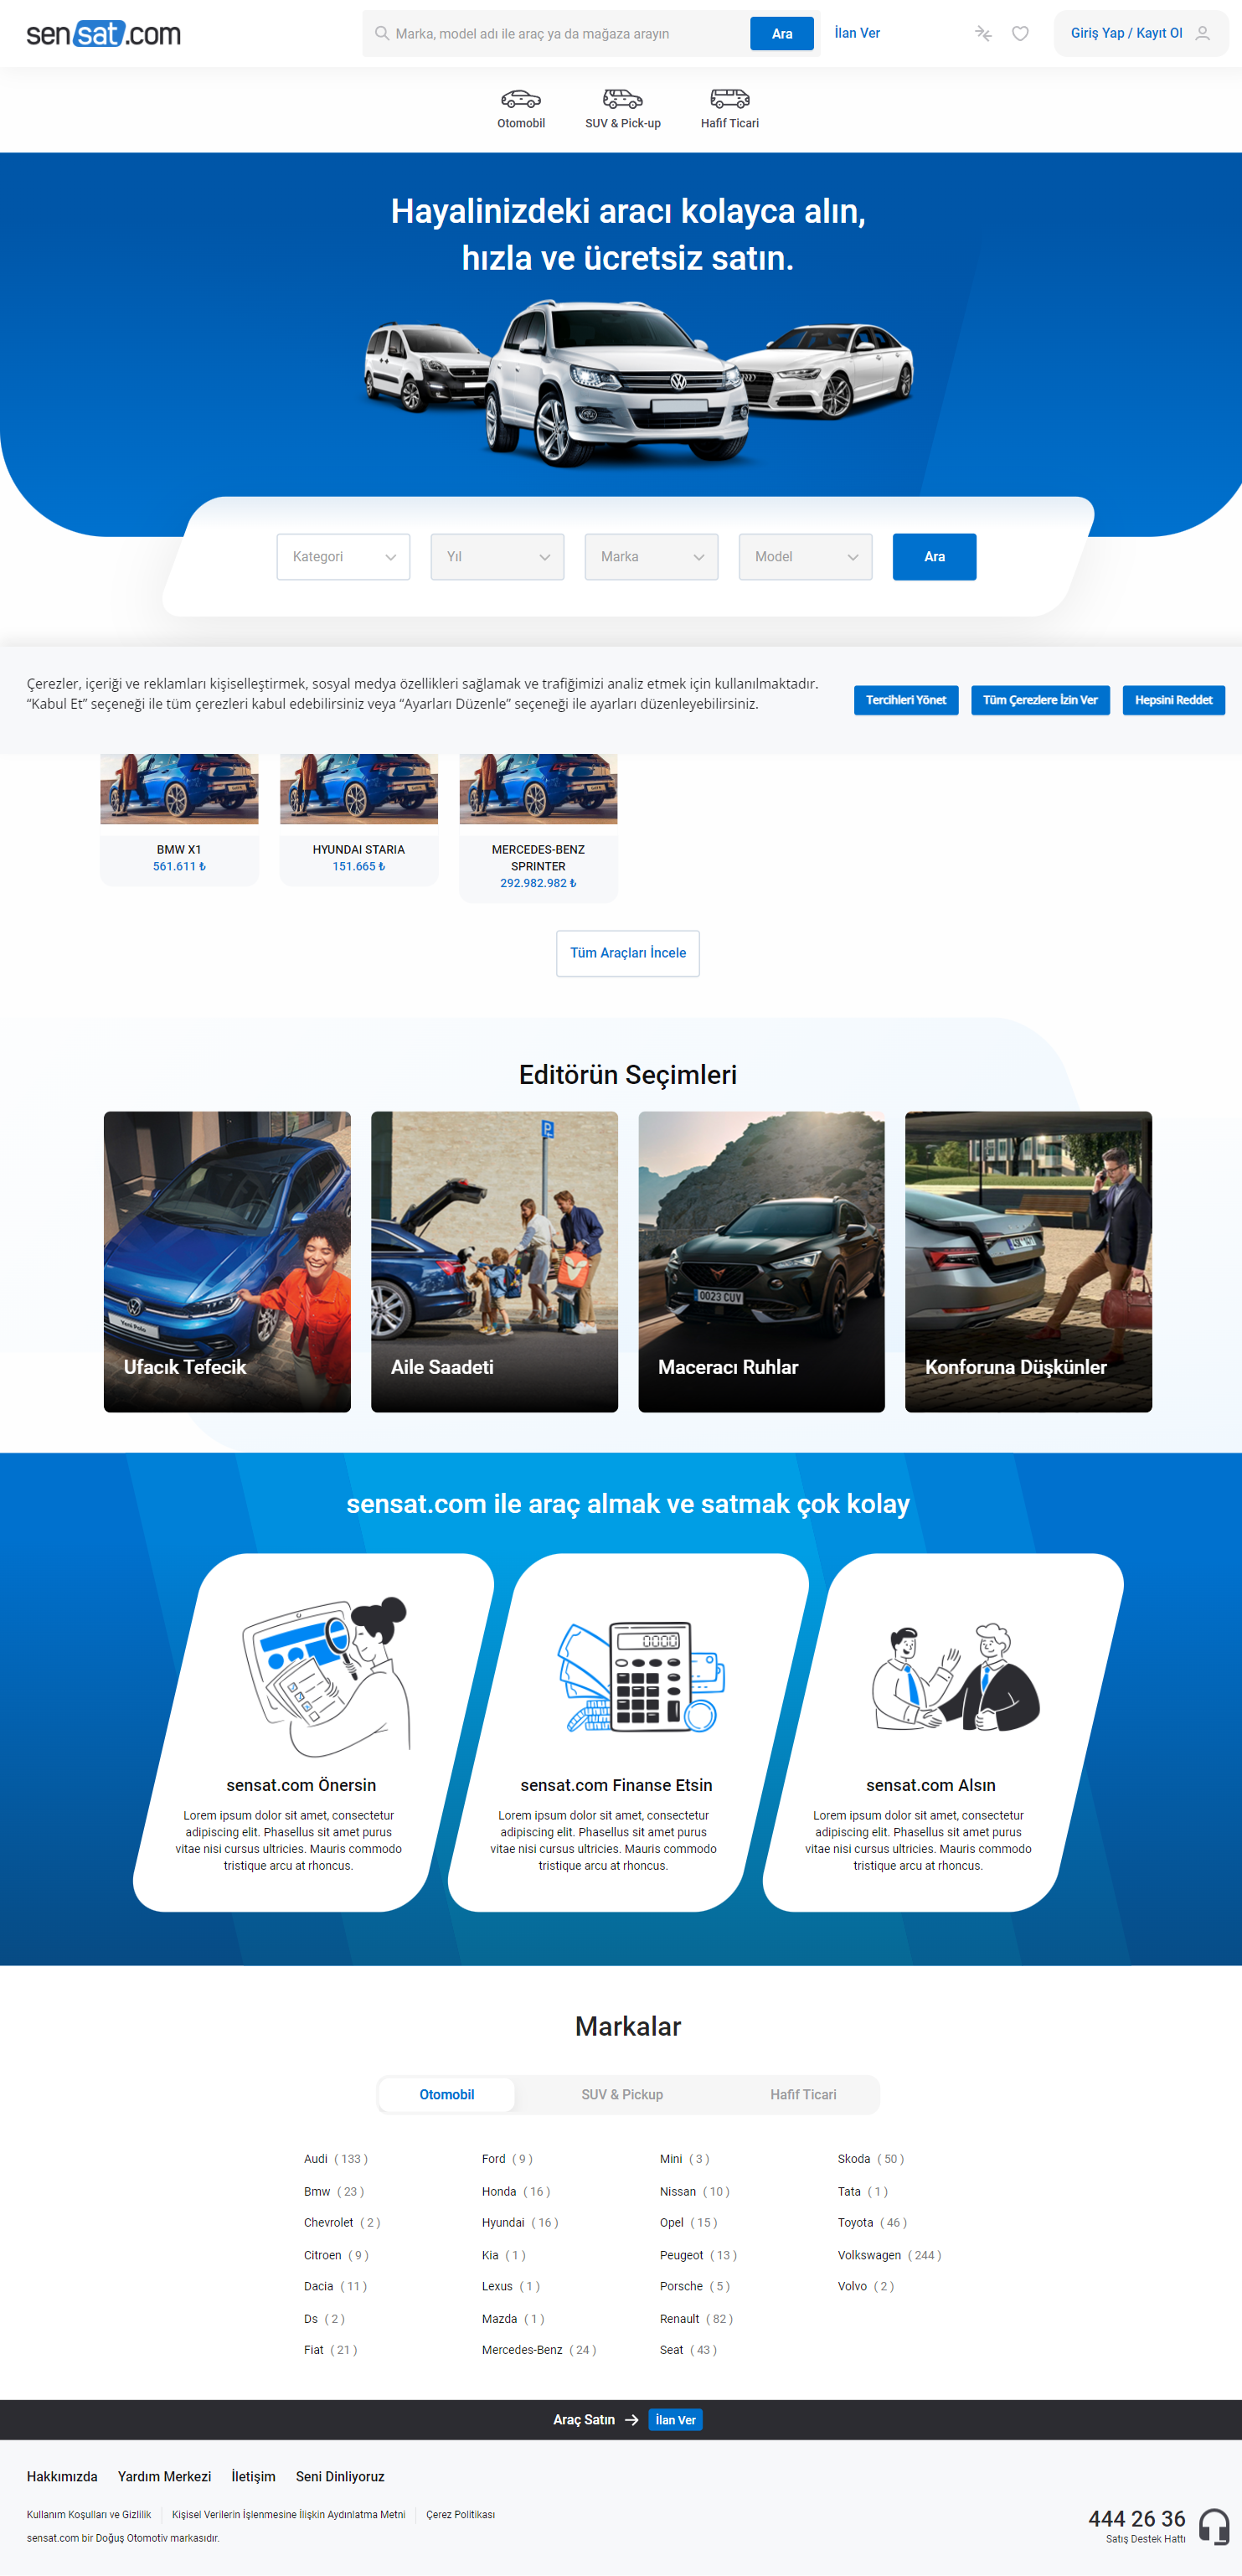 sensat.com
Marka, model adı ile araç ya da mağaza arayın
Ara
İlan Ver
Giriş Yap / Kayıt Ol
Otomobil
SUV & Pick-up
Hafif Ticari
Hayalinizdeki aracı kolayca alın,
hızla ve ücretsiz satın.
Kategori
Yıl
Marka
Model
Ara
Çerezler, içeriği ve reklamları kişiselleştirmek, sosyal medya özellikleri sağlamak ve trafiğimizi analiz etmek için kullanılmaktadır.
“Kabul Et” seçeneği ile tüm çerezleri kabul edebilirsiniz veya “Ayarları Düzenle” seçeneği ile ayarları düzenleyebilirsiniz.
Tercihleri Yönet
Tüm Çerezlere İzin Ver
Hepsini Reddet
BMW X1
561.611 ₺
HYUNDAI STARIA
151.665 ₺
MERCEDES-BENZ
SPRINTER
292.982.982 ₺
Tüm Araçları İncele
Editörün Seçimleri
Yeni Polo
Ufacık Tefecik
P
Aile Saadeti
0023 CUV
Maceracı Ruhlar
Konforuna Düşkünler
sensat.com ile araç almak ve satmak çok kolay
0000
sensat.com Önersin
Lorem ipsum dolor sit amet, consectetur
adipiscing elit. Phasellus sit amet purus
vitae nisi cursus ultricies. Mauris commodo
tristique arcu at rhoncus.
sensat.com Finanse Etsin
Lorem ipsum dolor sit amet, consectetur
adipiscing elit. Phasellus sit amet purus
vitae nisi cursus ultricies. Mauris commodo
tristique arcu at rhoncus.
sensat.com Alsın
Lorem ipsum dolor sit amet, consectetur
adipiscing elit. Phasellus sit amet purus
vitae nisi cursus ultricies. Mauris commodo
tristique arcu at rhoncus.
Markalar
Otomobil
SUV & Pickup
Hafif Ticari
Audi ( 133 )
Bmw ( 23 )
Chevrolet ( 2 )
Citroen ( 9 )
Dacia ( 11 )
Ds ( 2 )
Fiat ( 21 )
Ford ( 9 )
Honda ( 16 )
Hyundai ( 16 )
Kia ( 1 )
Lexus ( 1 )
Mazda ( 1 )
Mercedes-Benz ( 24 )
Mini ( 3 )
Nissan ( 10 )
Opel ( 15 )
Peugeot ( 13 )
Porsche ( 5 )
Renault ( 82 )
Seat ( 43 )
Skoda ( 50 )
Tata ( 1 )
Toyota ( 46 )
Volkswagen ( 244 )
Volvo ( 2 )
Araç Satın
İlan Ver
Hakkımızda
Yardım Merkezi
İletişim
Seni Dinliyoruz
Kullanım Koşulları ve Gizlilik
Kişisel Verilerin İşlenmesine İlişkin Aydınlatma Metni
Çerez Politikası
sensat.com bir Doğuş Otomotiv markasıdır.
444 26 36
Satış Destek Hattı